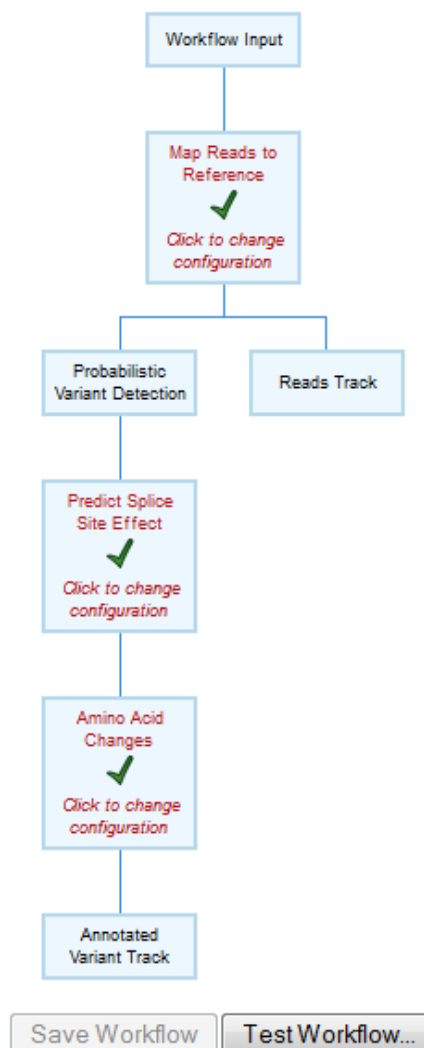 Workflow Input
Map Reads to
Reference
Click to change
configuration
Probabilistic
Variant Detection
Reads Track
Predict Splice
Site Effect
Click to change
configuration
Amino Acid
Changes
Click to change
configuration
Annotated
Variant Track
Save Workflow
Test Workflow...